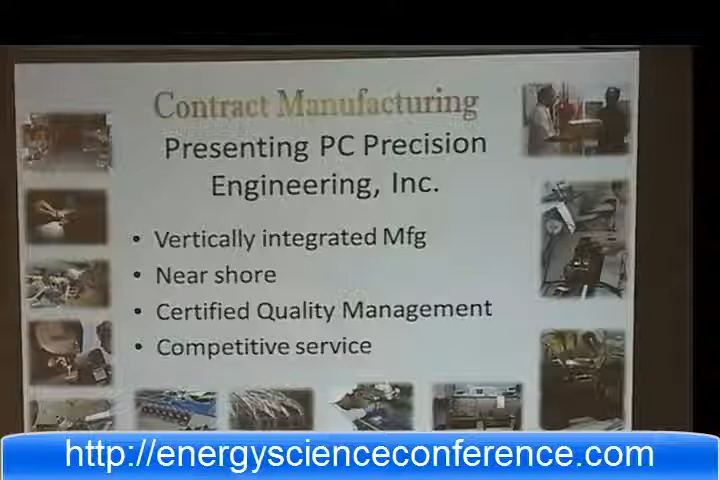 Contract Manufacturing
Presenting PC Precision
Engineering, Inc.
• Vertically integrated Mfg
• Near shore
• Certified Quality Management
• Competitive service
http://energyscienceconference.com